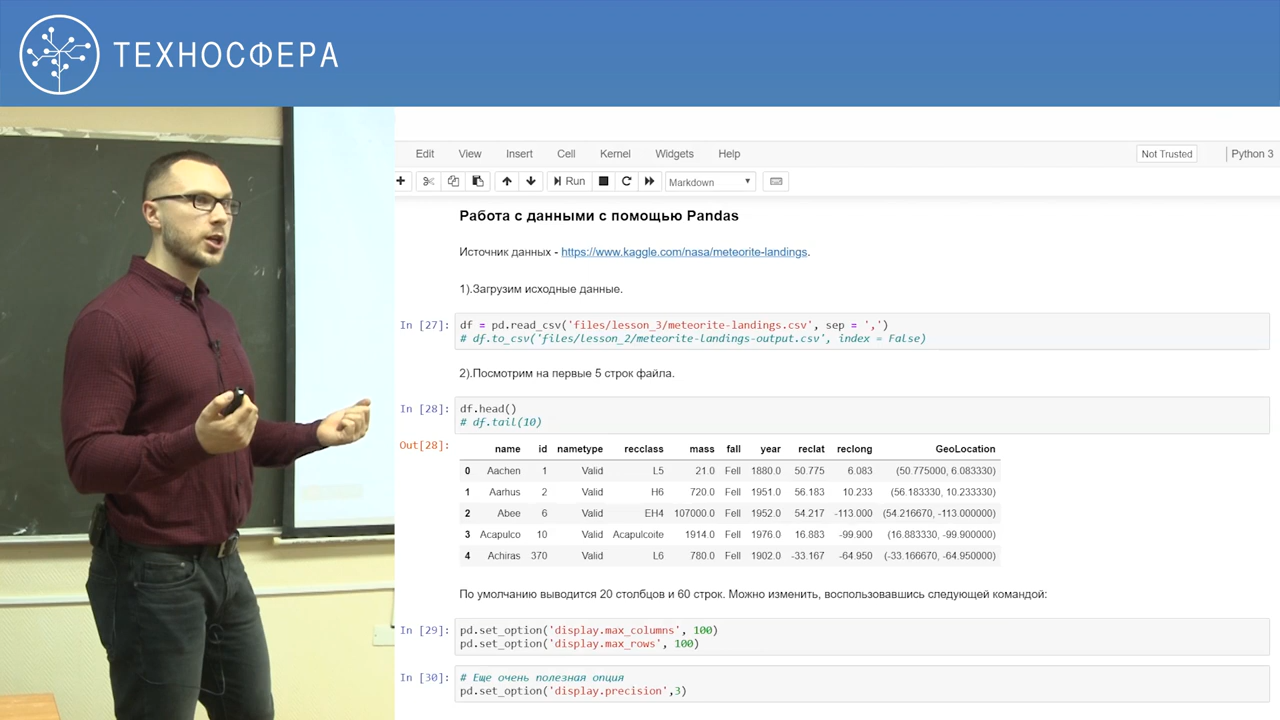 ТЕХНОСФЕРА
Edit View Insert Cell Kernel Widgets Help Not Trusted Python 3
Run Markdown
Работа с данными с помощью Pandas
Источник данных - https://www.kaggle.com/nasa/meteorite-landings.
1).Загрузим исходные данные.
In [27]: df = pd.read_csv('files/lesson_3/meteorite-landings.csv', sep = ',')
# df.to_csv('files/lesson_2/meteorite-landings-output.csv', index = False)
2).Посмотрим на первые 5 строк файла.
In [28]: df.head()
# df.tail(10)
Out[28]:
name id nametype recclass mass fall year reclat reclong GeoLocation
0 Aachen 1 Valid L5 21.0 Fell 1880.0 50.775 6.083 (50.775000, 6.083330)
1 Aarhus 2 Valid H6 720.0 Fell 1951.0 56.183 10.233 (56.183330, 10.233330)
2 Abee 6 Valid EH4 107000.0 Fell 1952.0 54.217 -113.000 (54.216670, -113.000000)
3 Acapulco 10 Valid Acapulcoite 1914.0 Fell 1976.0 16.883 -99.900 (16.883330, -99.900000)
4 Achiras 370 Valid L6 780.0 Fell 1902.0 -33.167 -64.950 (-33.166670, -64.950000)
По умолчанию выводится 20 столбцов и 60 строк. Можно изменить, воспользовавшись следующей командой:
In [29]: pd.set_option('display.max_columns', 100)
pd.set_option('display.max_rows', 100)
In [30]: # Еще очень полезная опция
pd.set_option('display.precision',3)